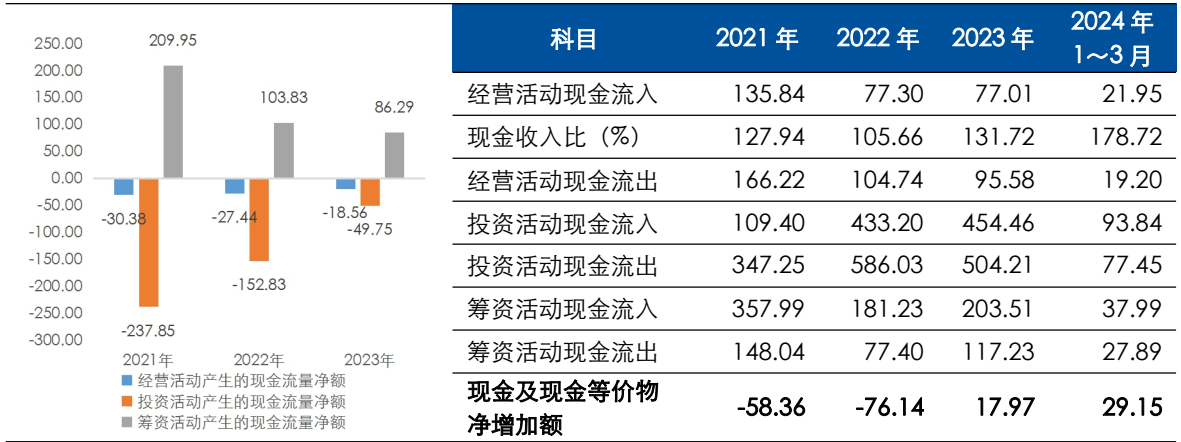 250.00
200.00
150.00
100.00
50.00
0.00
-50.00
-100.00
-150.00
-200.00
-250.00
-300.00
209.95
103.83
86.29
-30.38
-27.44
-18.56
-49.75
-152.83
-237.85
2021年 2022年 2023年
经营活动产生的现金流量净额
投资活动产生的现金流量净额
筹资活动产生的现金流量净额
科目 2021年 2022年 2023年 2024年
1～3月
经营活动现金流入 135.84 77.30 77.01 21.95
现金收入比（%） 127.94 105.66 131.72 178.72
经营活动现金流出 166.22 104.74 95.58 19.20
投资活动现金流入 109.40 433.20 454.46 93.84
投资活动现金流出 347.25 586.03 504.21 77.45
筹资活动现金流入 357.99 181.23 203.51 37.99
筹资活动现金流出 148.04 77.40 117.23 27.89
现金及现金等价物
净增加额 -58.36 -76.14 17.97 29.15